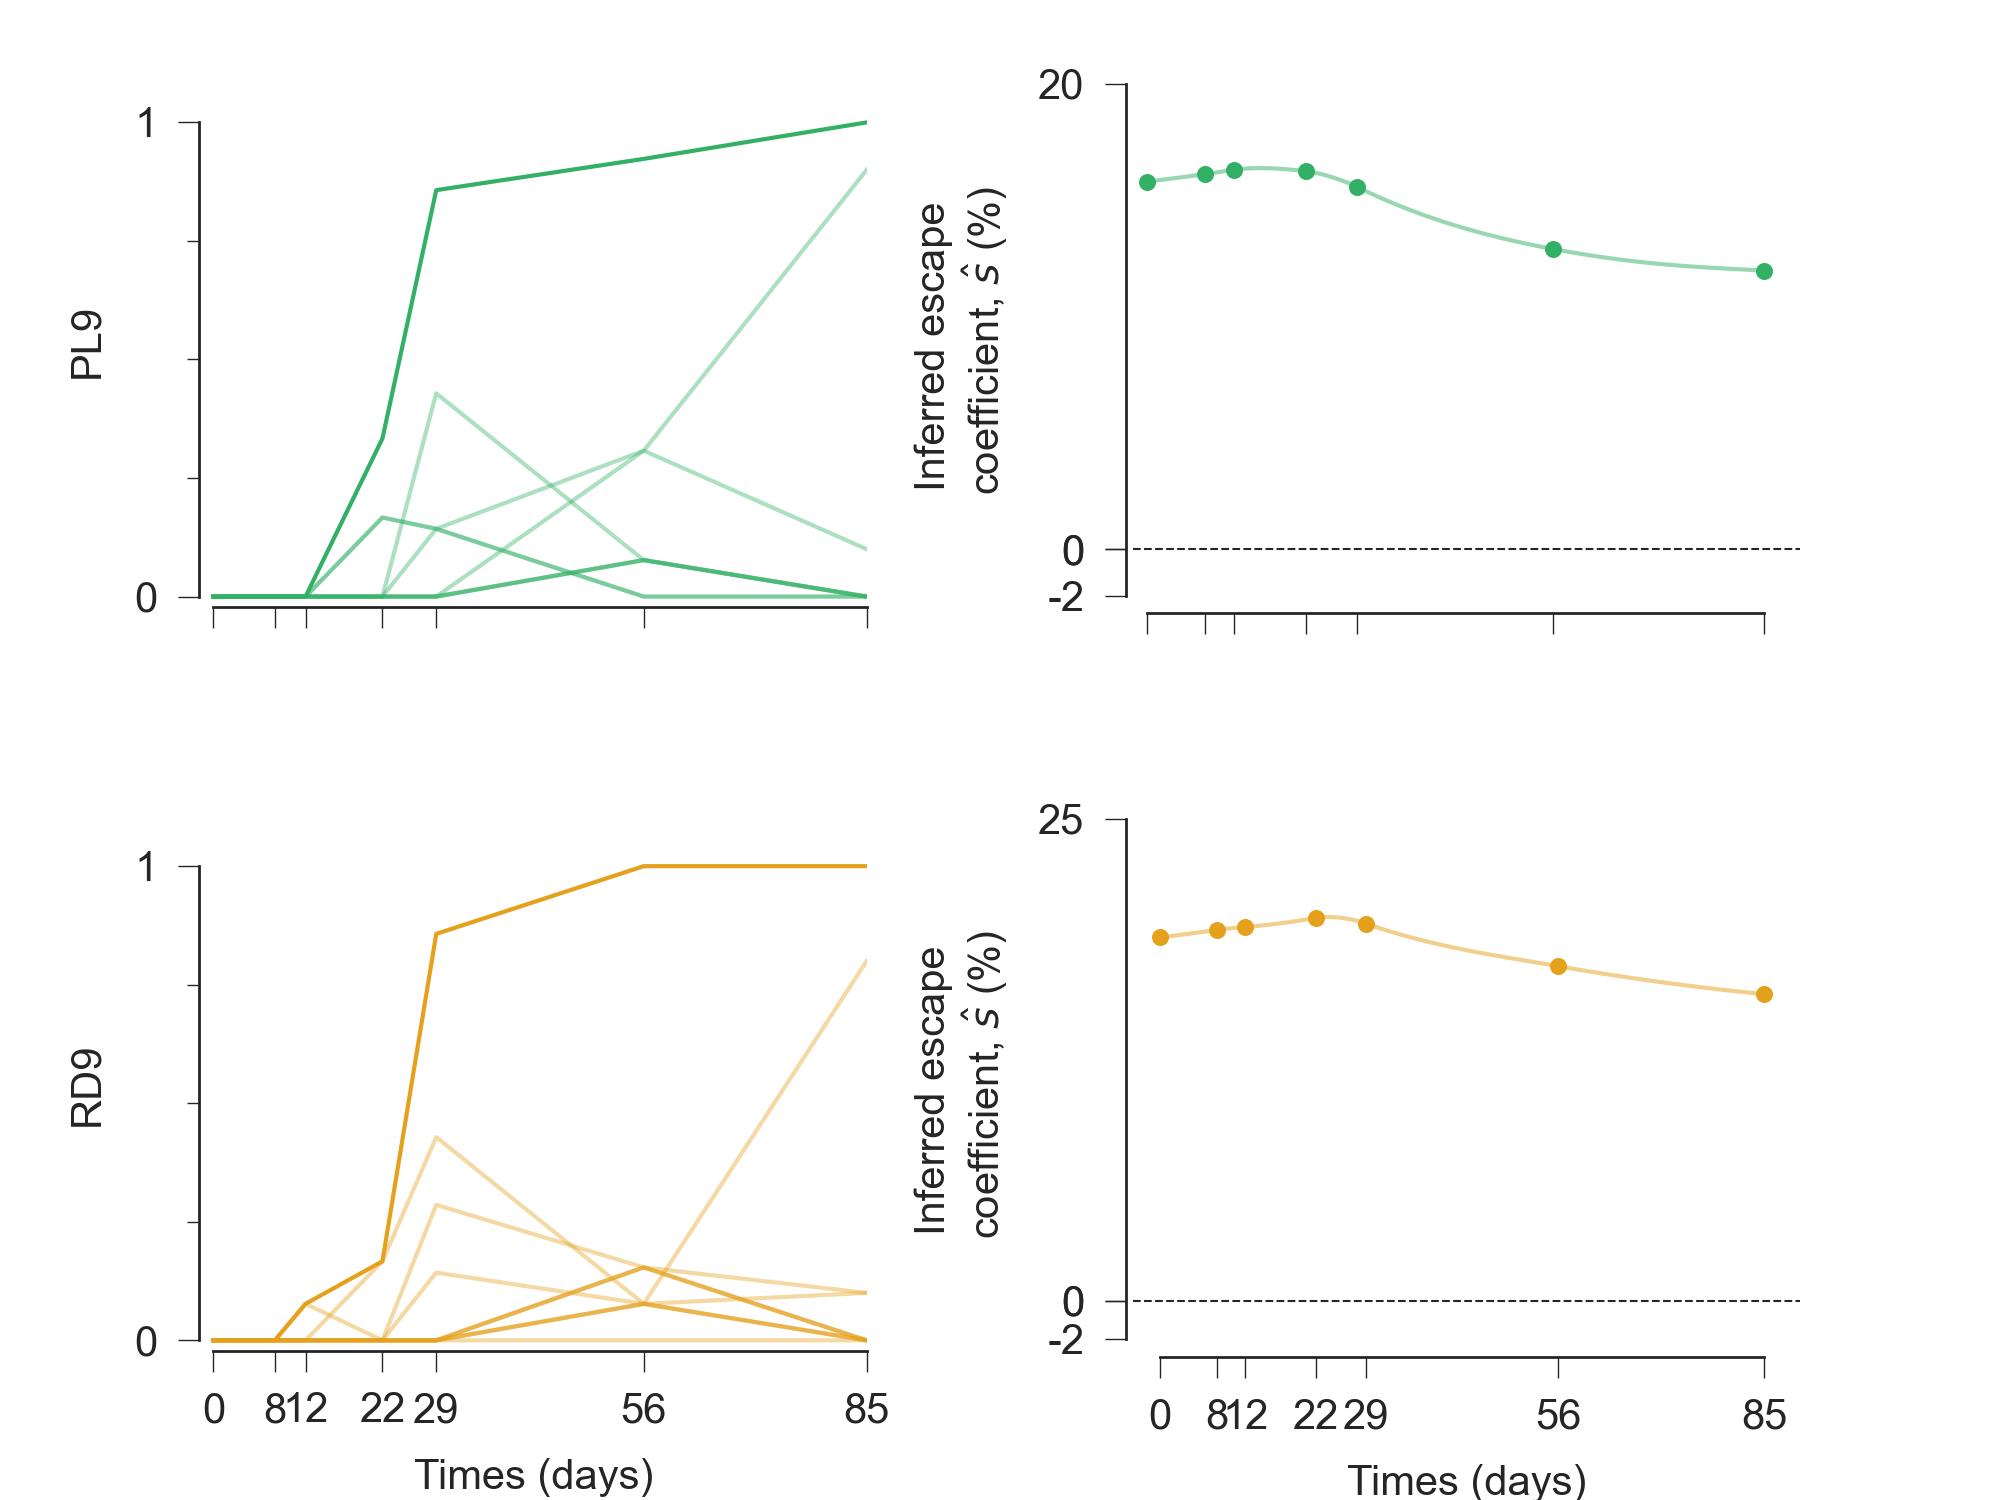 1
PL9
0
20
Inferred escape
coefficient, ŝ (%)
0
-2
1
RD9
0
0 8 12 22 29 56 85
Times (days)
25
Inferred escape
coefficient, ŝ (%)
0
-2
0 8 12 22 29 56 85
Times (days)